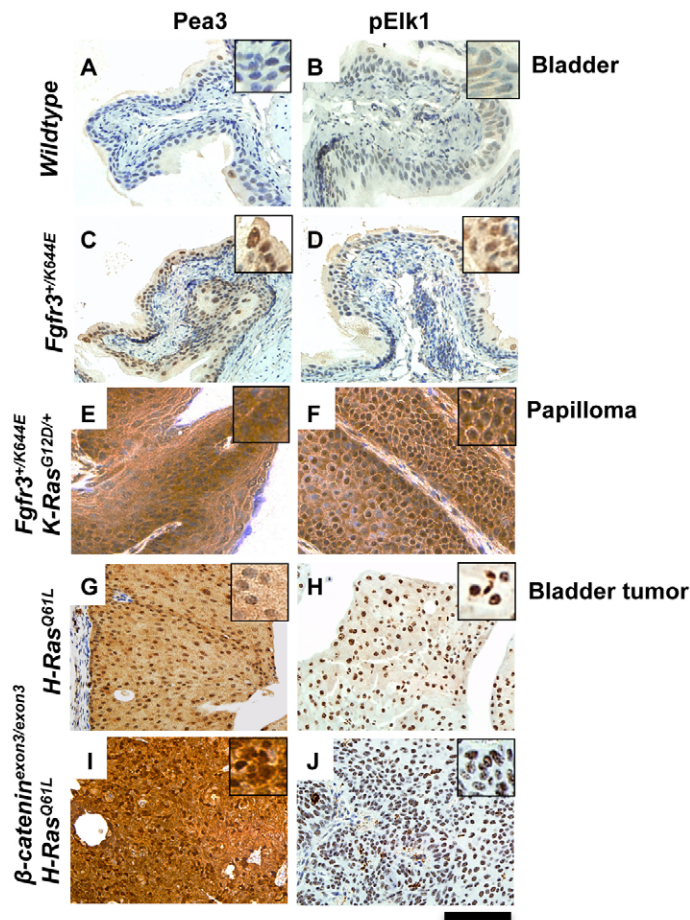 Pea3 pElk1
A B Bladder
Wildtype
C D
Fgfr3+/K644E
E F Papilloma
Fgfr3+/K644E
K-RasG12D/+
G H Bladder tumor
H-RasQ61L
I J
β-cateninexon3/exon3
H-RasQ61L